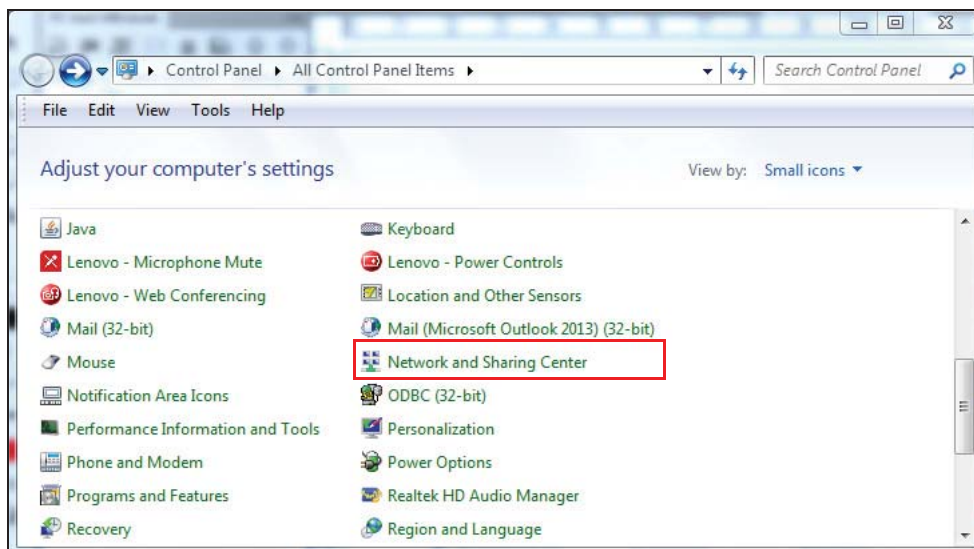 Control Panel All Control Panel Items Search Control Panel
File Edit View Tools Help
Adjust your computer's settings View by: Small icons
Java Keyboard
Lenovo - Microphone Mute Lenovo - Power Controls
Lenovo - Web Conferencing Location and Other Sensors
Mail (32-bit) Mail (Microsoft Outlook 2013) (32-bit)
Mouse Network and Sharing Center
Notification Area Icons ODBC (32-bit)
Performance Information and Tools Personalization
Phone and Modem Power Options
Programs and Features Realtek HD Audio Manager
Recovery Region and Language